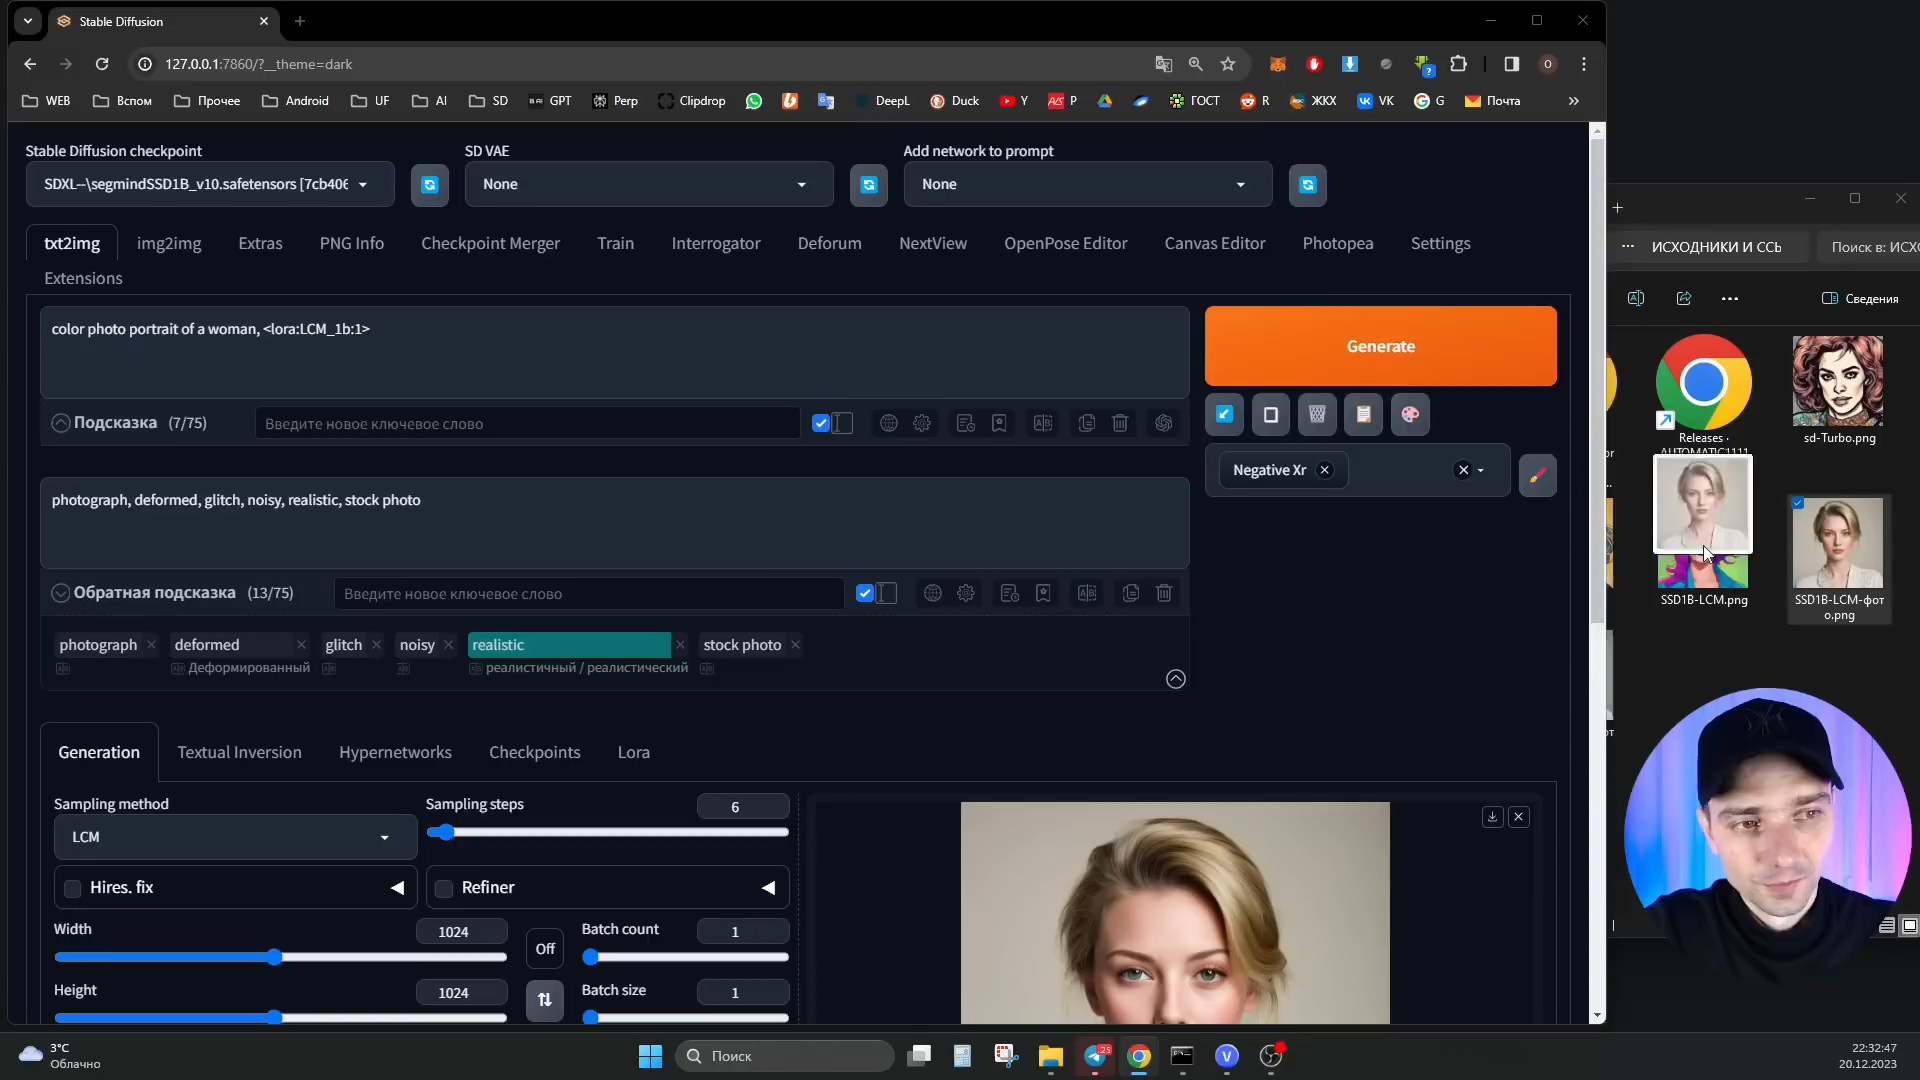 Stable Diffusion
127.0.0.1:7860/?__theme=dark
O
WEB
Вспом
Прочее
Android
UF
AI
SD
GPT
Perp
Clipdrop
DeepL
Duck
Y
P
ГОСТ
R
ЖКХ
VK
G
Почта
Stable Diffusion checkpoint
SDXL--\segmindSSD1B_v10.safetensors [7cb406
SD VAE
None
Add network to prompt
None
txt2img
img2img
Extras
PNG Info
Checkpoint Merger
Train
Interrogator
Deforum
NextView
OpenPose Editor
Canvas Editor
Photopea
Settings
Extensions
color photo portrait of a woman, <lora:LCM_1b:1>
Generate
Подсказка (7/75)
Введите новое ключевое слово
Negative Xr
photograph, deformed, glitch, noisy, realistic, stock photo
Обратная подсказка (13/75)
Введите новое ключевое слово
photograph
deformed
glitch
noisy
realistic
stock photo
Деформированный
реалистичный / реалистический
Generation
Textual Inversion
Hypernetworks
Checkpoints
Lora
Sampling method
LCM
Sampling steps
6
Hires. fix
Refiner
Width
1024
Off
Batch count
1
Height
1024
Batch size
1
ИСХОДНИКИ И ССЬ
Поиск в: ИСХО
Сведения
Releases ·
AUTOMATIC1111
sd-Turbo.png
SSD1B-LCM.png
SSD1B-LCM-фот
о.png
3°C
Облачно
Поиск
25
22:32:47
20.12.2023